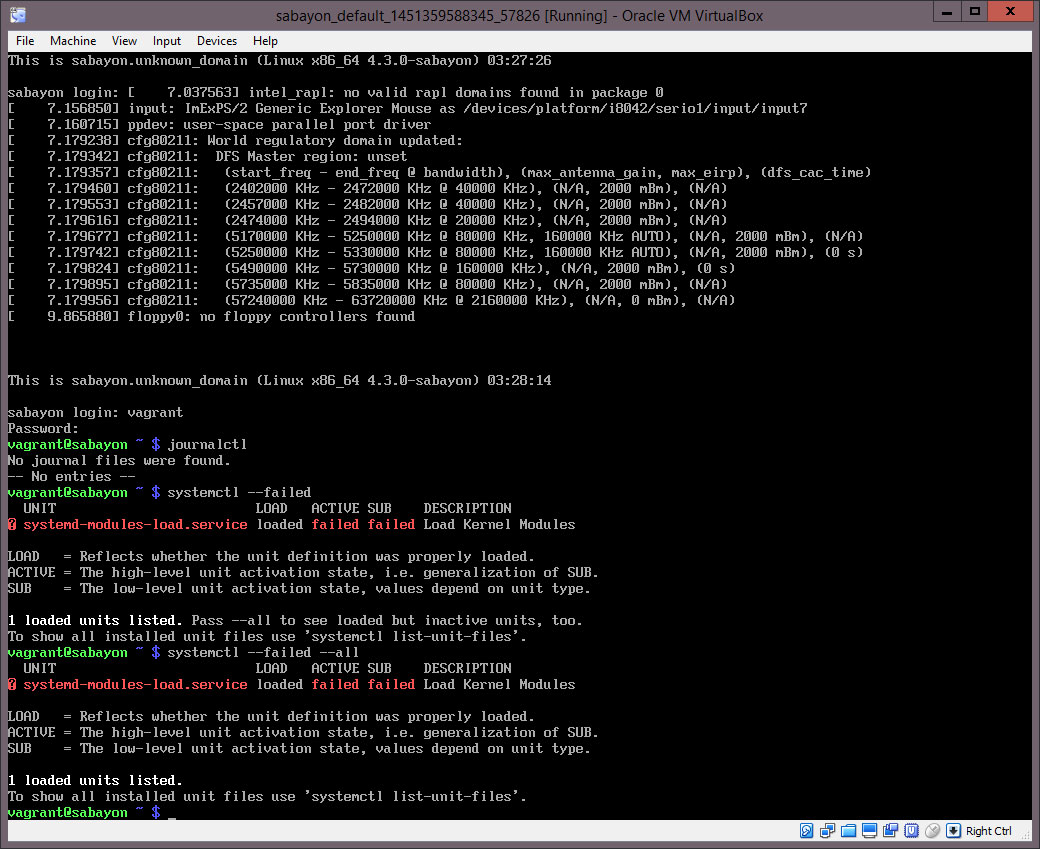 sabayon_default_1451359588345_57826 [Running] - Oracle VM VirtualBox
File Machine View Input Devices Help
This is sabayon.unknown_domain (Linux x86_64 4.3.0-sabayon) 03:27:26
sabayon login: [    7.037563] intel_rapl: no valid rapl domains found in package 0
[    7.156850] input: ImExPS/2 Generic Explorer Mouse as /devices/platform/i8042/serio1/input/input7
[    7.160715] ppdev: user-space parallel port driver
[    7.179238] cfg80211: World regulatory domain updated:
[    7.179342] cfg80211:  DFS Master region: unset
[    7.179357] cfg80211:   (start_freq - end_freq @ bandwidth), (max_antenna_gain, max_eirp), (dfs_cac_time)
[    7.179460] cfg80211:   (2402000 KHz - 2472000 KHz @ 40000 KHz), (N/A, 2000 mBm), (N/A)
[    7.179553] cfg80211:   (2457000 KHz - 2482000 KHz @ 40000 KHz), (N/A, 2000 mBm), (N/A)
[    7.179616] cfg80211:   (2474000 KHz - 2494000 KHz @ 20000 KHz), (N/A, 2000 mBm), (N/A)
[    7.179677] cfg80211:   (5170000 KHz - 5250000 KHz @ 80000 KHz, 160000 KHz AUTO), (N/A, 2000 mBm), (N/A)
[    7.179742] cfg80211:   (5250000 KHz - 5330000 KHz @ 80000 KHz, 160000 KHz AUTO), (N/A, 2000 mBm), (0 s)
[    7.179824] cfg80211:   (5490000 KHz - 5730000 KHz @ 160000 KHz), (N/A, 2000 mBm), (0 s)
[    7.179895] cfg80211:   (5735000 KHz - 5835000 KHz @ 80000 KHz), (N/A, 2000 mBm), (N/A)
[    7.179956] cfg80211:   (57240000 KHz - 63720000 KHz @ 2160000 KHz), (N/A, 0 mBm), (N/A)
[    9.865880] floppy0: no floppy controllers found
This is sabayon.unknown_domain (Linux x86_64 4.3.0-sabayon) 03:28:14
sabayon login: vagrant
Password:
vagrant@sabayon ~ $ journalctl
No journal files were found.
-- No entries --
vagrant@sabayon ~ $ systemctl --failed
UNIT LOAD ACTIVE SUB DESCRIPTION
? systemd-modules-load.service loaded failed failed Load Kernel Modules
LOAD   = Reflects whether the unit definition was properly loaded.
ACTIVE = The high-level unit activation state, i.e. generalization of SUB.
SUB    = The low-level unit activation state, values depend on unit type.
1 loaded units listed. Pass --all to see loaded but inactive units, too.
To show all installed unit files use 'systemctl list-unit-files'.
vagrant@sabayon ~ $ systemctl --failed --all
UNIT LOAD ACTIVE SUB DESCRIPTION
? systemd-modules-load.service loaded failed failed Load Kernel Modules
LOAD   = Reflects whether the unit definition was properly loaded.
ACTIVE = The high-level unit activation state, i.e. generalization of SUB.
SUB    = The low-level unit activation state, values depend on unit type.
1 loaded units listed.
To show all installed unit files use 'systemctl list-unit-files'.
vagrant@sabayon ~ $ _
Right Ctrl